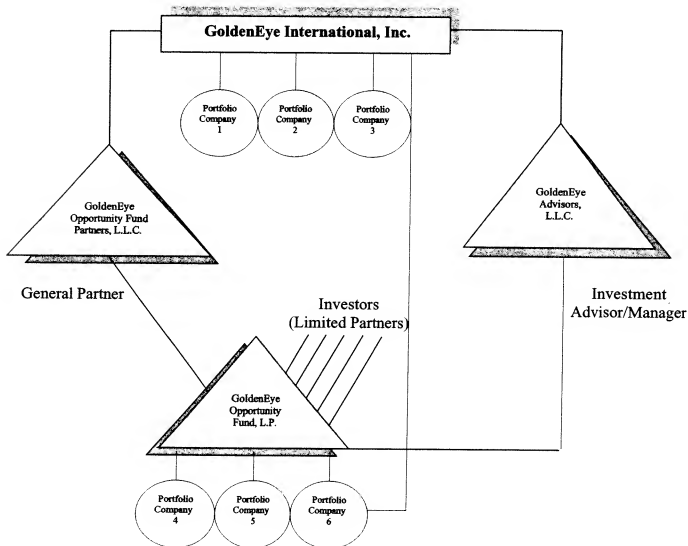 GoldenEye International, Inc.
Portfolio
Company
1
Portfolio
Company
2
Portfolio
Company
3
GoldenEye
Opportunity Fund
Partners, L.L.C.
GoldenEye
Advisors,
L.L.C.
General Partner
Investors
(Limited Partners)
Investment
Advisor/Manager
GoldenEye
Opportunity
Fund, L.P.
Portfolio
Company
4
Portfolio
Company
5
Portfolio
Company
6